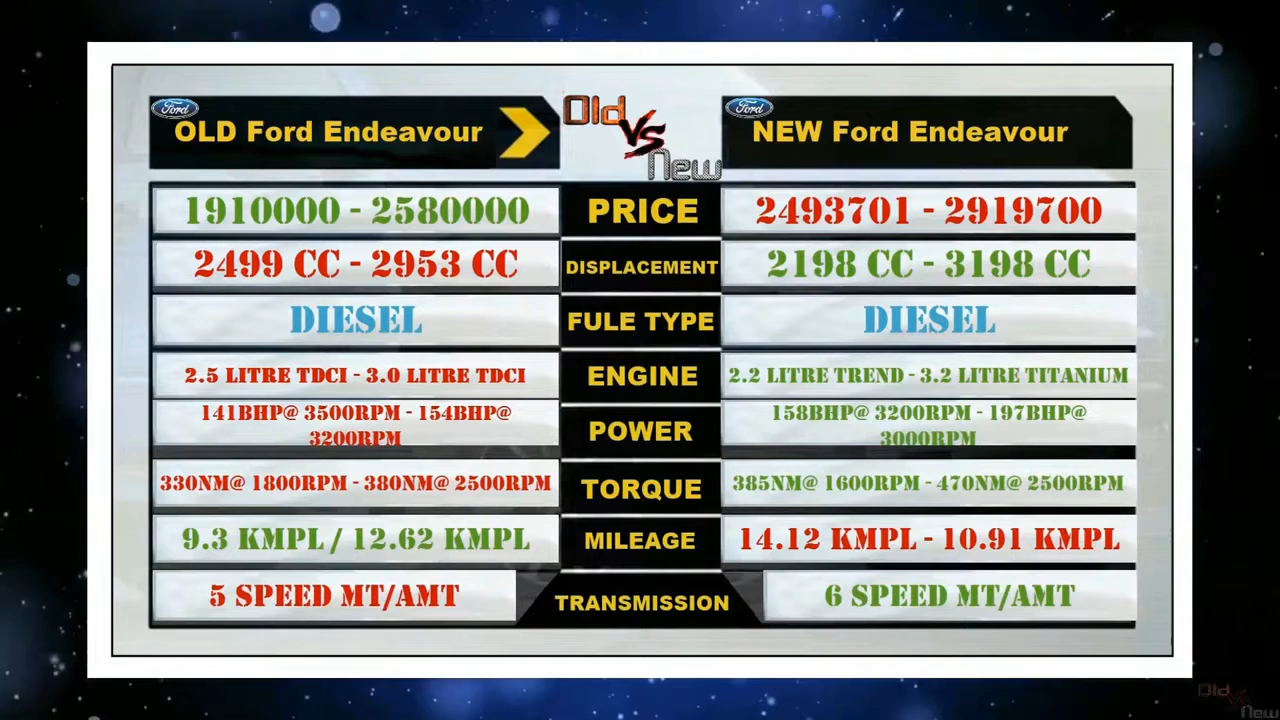 Ford
OLD Ford Endeavour
Old
VS
New
Ford
NEW Ford Endeavour
1910000 - 2580000
PRICE
2493701 - 2919700
2499 CC - 2953 CC
DISPLACEMENT
2198 CC - 3198 CC
DIESEL
FULE TYPE
DIESEL
2.5 LITRE TDCI - 3.0 LITRE TDCI
ENGINE
2.2 LITRE TREND - 3.2 LITRE TITANIUM
141BHP@ 3500RPM - 154BHP@
3200RPM
POWER
158BHP@ 3200RPM - 197BHP@
3000RPM
330NM@ 1800RPM - 380NM@ 2500RPM
TORQUE
385NM@ 1600RPM - 470NM@ 2500RPM
9.3 KMPL / 12.62 KMPL
MILEAGE
14.12 KMPL - 10.91 KMPL
5 SPEED MT/AMT
TRANSMISSION
6 SPEED MT/AMT
Old
VS
New